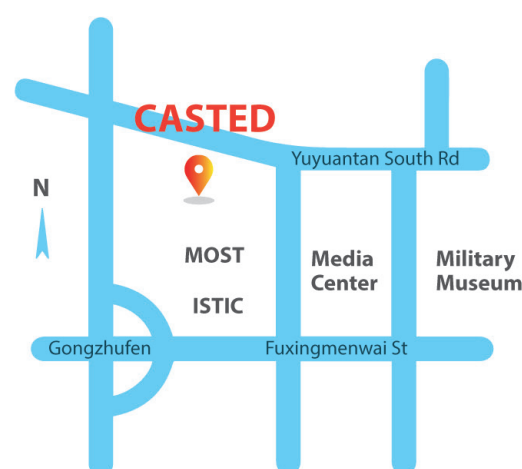 CASTED
Yuyuantan South Rd
N
MOST
ISTIC
Media
Center
Military
Museum
Gongzhufen
Fuxingmenwai St